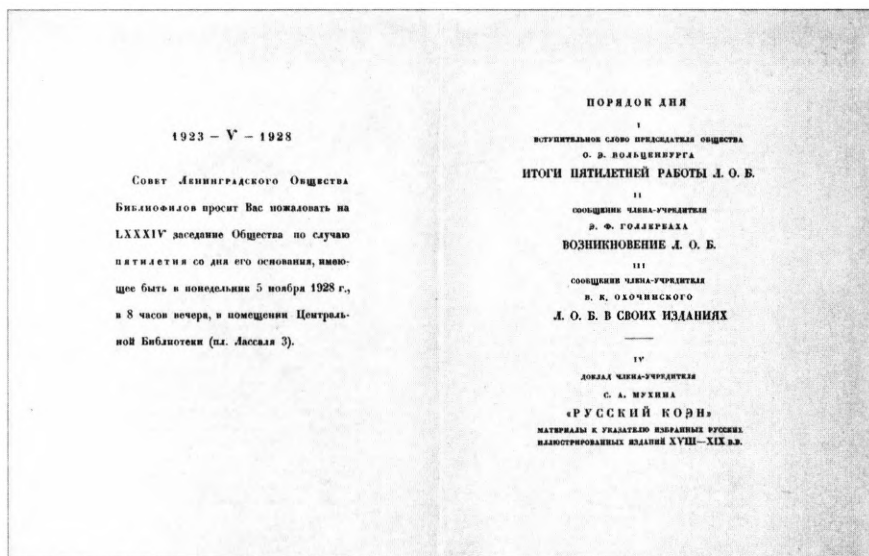 1923 – V – 1928
Совет Ленинградского Общества
Библиофилов просит Вас пожаловать на
LXXXIV заседание Общества по случаю
пятилетия со дня его основания, имею-
щее быть в понедельник 5 ноября 1928 г.,
в 8 часов вечера, в помещении Централь-
ной Библиотеки (пл. Лассаля 3).
ПОРЯДОК ДНЯ
I
ВСТУПИТЕЛЬНОЕ СЛОВО ПРЕДСЕДАТЕЛЯ ОБЩЕСТВА
О. Э. ВОЛЬЦЕНБУРГА
ИТОГИ ПЯТИЛЕТНЕЙ РАБОТЫ Л. О. Б.
II
СООБЩЕНИЕ ЧЛЕНА-УЧРЕДИТЕЛЯ
Э. Ф. ГОЛЛЕРБАХА
ВОЗНИКНОВЕНИЕ Л. О. Б.
III
СООБЩЕНИЕ ЧЛЕНА-УЧРЕДИТЕЛЯ
В. К. ОХОЧИНСКОГО
Л. О. Б. В СВОИХ ИЗДАНИЯХ
IV
ДОКЛАД ЧЛЕНА-УЧРЕДИТЕЛЯ
С. А. МУХИНА
«РУССКИЙ КОЭН»
МАТЕРИАЛЫ К УКАЗАТЕЛЮ ИЗБРАННЫХ РУССКИХ
ИЛЛЮСТРИРОВАННЫХ ИЗДАНИЙ XVIII—XIX В.В.